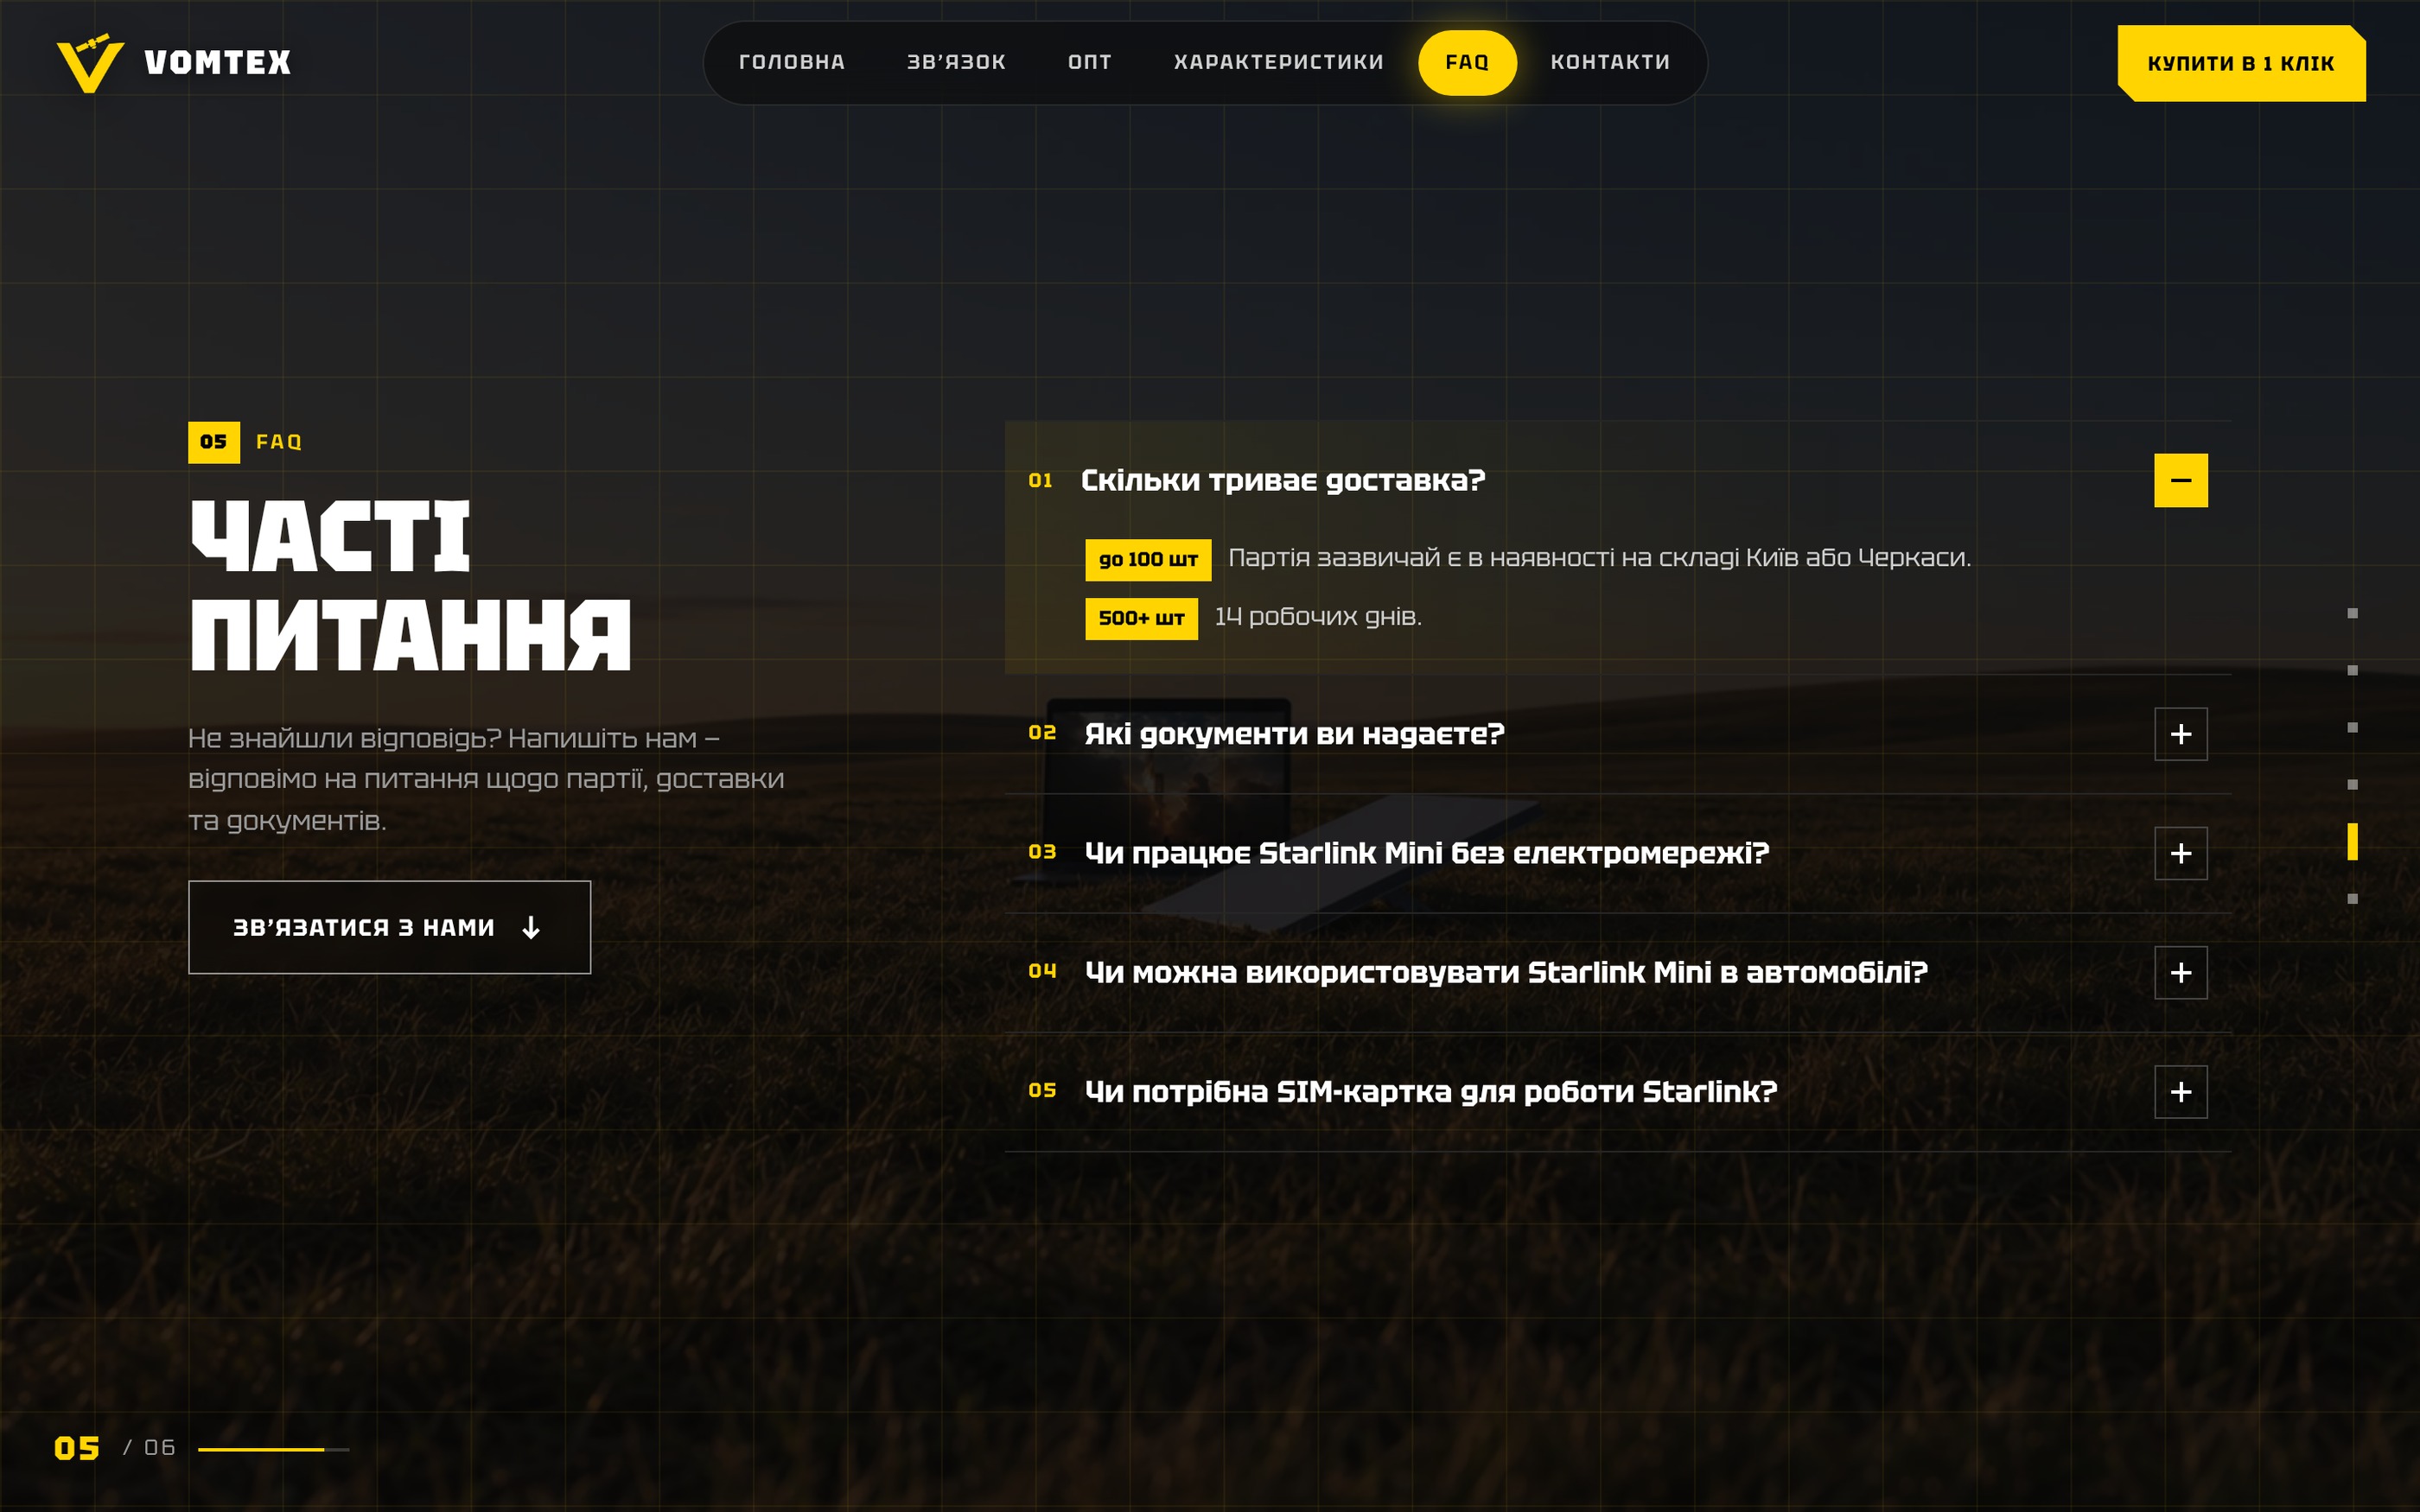 VOMTEX
ГОЛОВНА
ЗВ'ЯЗОК
ОПТ
ХАРАКТЕРИСТИКИ
FAQ
КОНТАКТИ
КУПИТИ В 1 КЛІК
05 FAQ
ЧАСТІ
ПИТАННЯ
Не знайшли відповідь? Напишіть нам –
відповімо на питання щодо партії, доставки
та документів.
ЗВ'ЯЗАТИСЯ З НАМИ ↓
01 Скільки триває доставка?
до 100 шт Партія зазвичай є в наявності на складі Київ або Черкаси.
500+ шт 14 робочих днів.
02 Які документи ви надаєте?
03 Чи працює Starlink Mini без електромережі?
04 Чи можна використовувати Starlink Mini в автомобілі?
05 Чи потрібна SIM-картка для роботи Starlink?
05 / 06